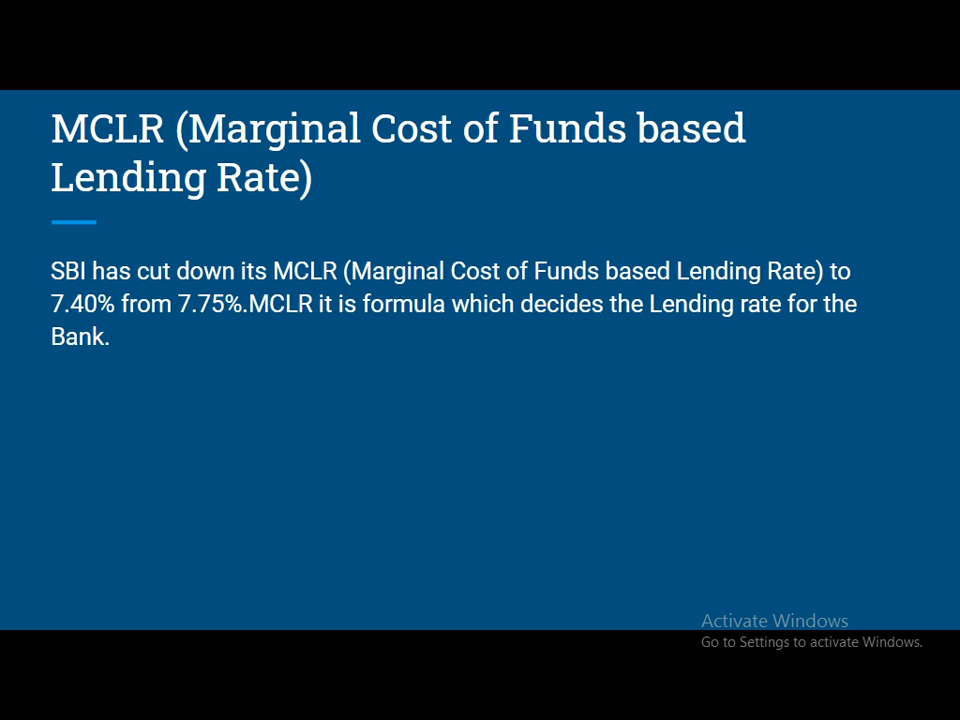 MCLR (Marginal Cost of Funds based
Lending Rate)
SBI has cut down its MCLR (Marginal Cost of Funds based Lending Rate) to
7.40% from 7.75%.MCLR it is formula which decides the Lending rate for the
Bank.
Activate Windows
Go to Settings to activate Windows.